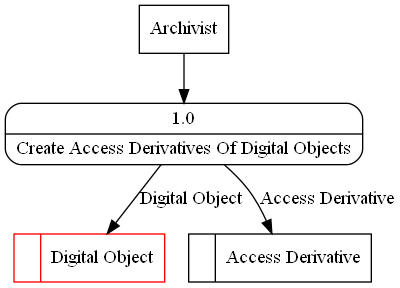 Archivist
1.0
Create Access Derivatives Of Digital Objects
Digital Object
Access Derivative
Digital Object
Access Derivative